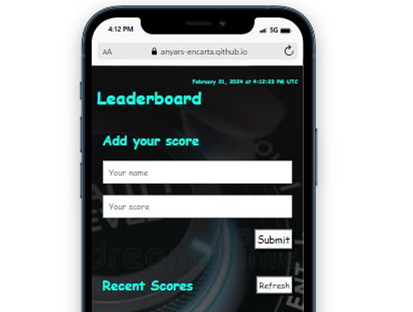 4:12 PM
5G
AA
anyars-encarta.github.io
February 21, 2024 at 4:12:23 PM UTC
Leaderboard
Add your score
Your name
Your score
Submit
Recent Scores
Refresh